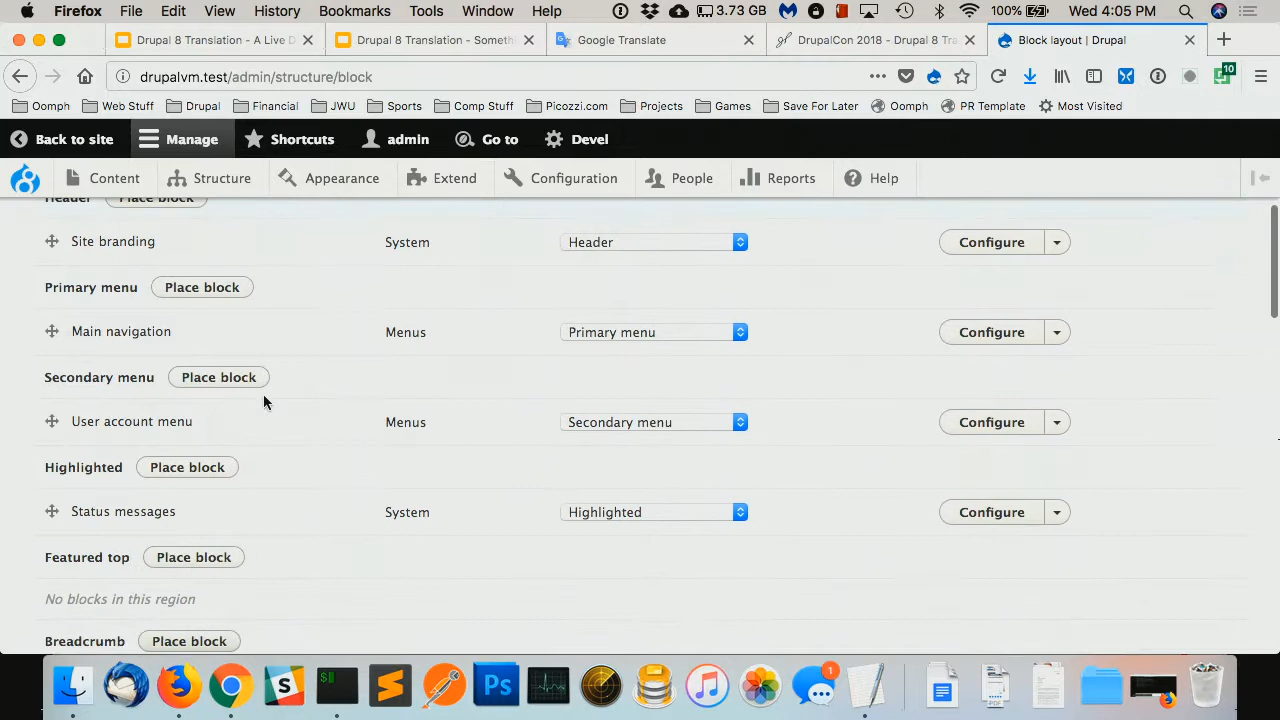 Firefox File Edit View History Bookmarks Tools Window Help 3.73 GB 100% Wed 4:05 PM
Drupal 8 Translation - A Live D
Drupal 8 Translation - Someth
Google Translate
DrupalCon 2018 - Drupal 8 Tra
Block layout | Drupal
drupalvm.test/admin/structure/block
10
Oomph Web Stuff Drupal Financial JWU Sports Comp Stuff Picozzi.com Projects Games Save For Later Oomph PR Template Most Visited
Back to site Manage Shortcuts admin Go to Devel
Content Structure Appearance Extend Configuration People Reports Help
Header Place block
Site branding System Header Configure
Primary menu Place block
Main navigation Menus Primary menu Configure
Secondary menu Place block
User account menu Menus Secondary menu Configure
Highlighted Place block
Status messages System Highlighted Configure
Featured top Place block
No blocks in this region
Breadcrumb Place block
$
Ps
1